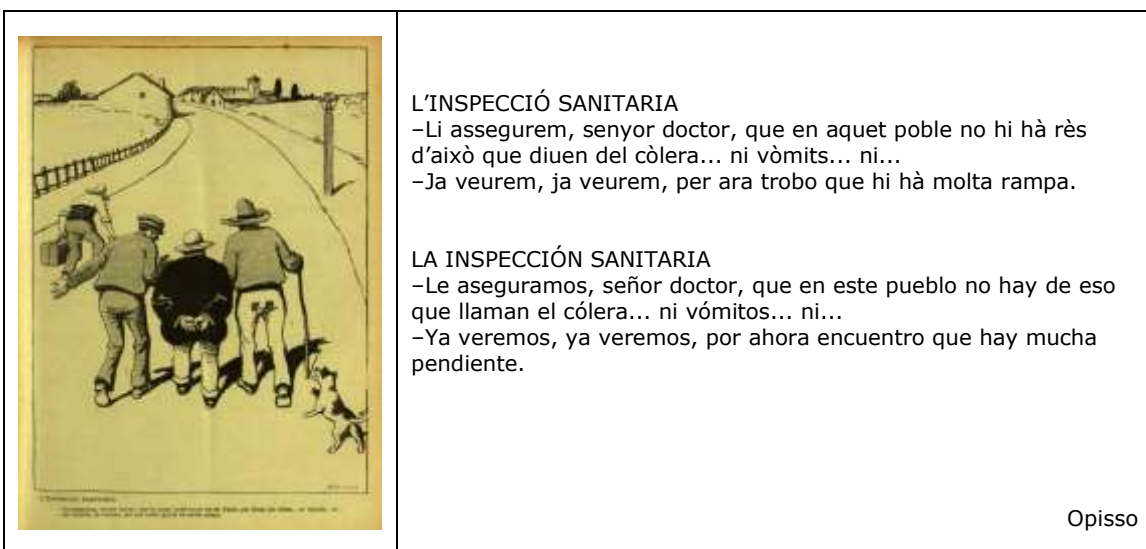 L'INSPECCIÓ SANITARIA
–Li assegurem, senyor doctor, que en aquet poble no hi hà rès
d'això que diuen del còlera... ni vòmits... ni...
–Ja veurem, ja veurem, per ara trobo que hi hà molta rampa.
LA INSPECCIÓN SANITARIA
–Le aseguramos, señor doctor, que en este pueblo no hay de eso
que llaman el cólera... ni vómitos... ni...
–Ya veremos, ya veremos, por ahora encuentro que hay mucha
pendiente.
Opisso